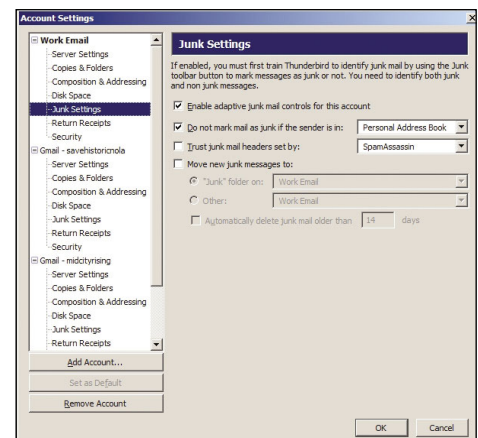 Account Settings
Work Email
Server Settings
Copies & Folders
Composition & Addressing
Disk Space
Junk Settings
Return Receipts
Security
Gmail - savehistoricnola
Server Settings
Copies & Folders
Composition & Addressing
Disk Space
Junk Settings
Return Receipts
Security
Gmail - midcityrising
Server Settings
Copies & Folders
Composition & Addressing
Disk Space
Junk Settings
Return Receipts
Add Account...
Set as Default
Remove Account
Junk Settings
If enabled, you must first train Thunderbird to identify junk mail by using the Junk
toolbar button to mark messages as junk or not. You need to identify both junk
and non junk messages.
Enable adaptive junk mail controls for this account
Do not mark mail as junk if the sender is in: Personal Address Book
Trust junk mail headers set by: SpamAssassin
Move new junk messages to:
"Junk" folder on: Work Email
Other: Work Email
Automatically delete junk mail older than 14 days
OK Cancel